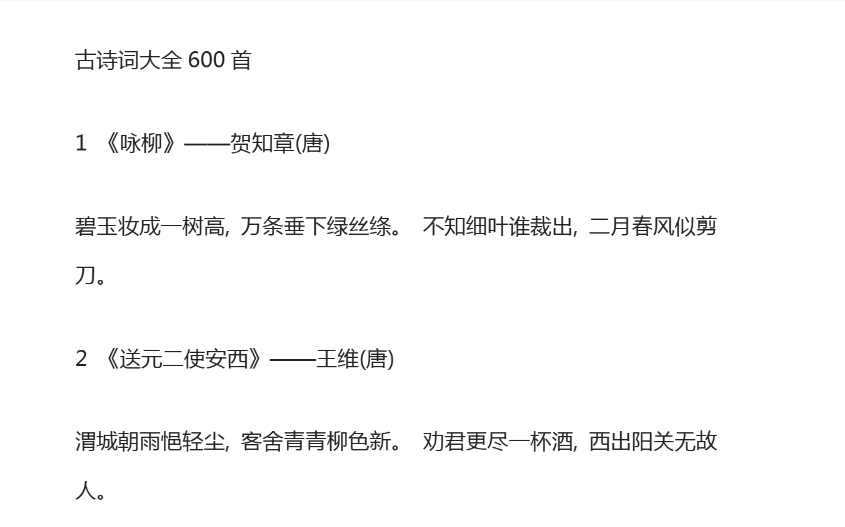 古诗词大全 600 首
1 《咏柳》——贺知章(唐)
碧玉妆成一树高, 万条垂下绿丝绦。 不知细叶谁裁出, 二月春风似剪
刀。
2 《送元二使安西》——王维(唐)
渭城朝雨悒轻尘, 客舍青青柳色新。 劝君更尽一杯酒, 西出阳关无故
人。